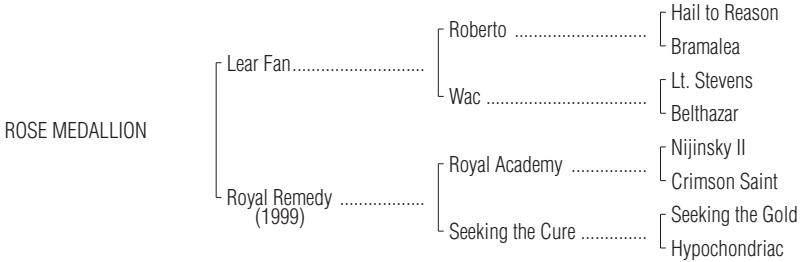 Hail to Reason
Roberto ............................
Bramalea
Lear Fan............................
Lt. Stevens
Wac ..................................
Belthazar
ROSE MEDALLION
Nijinsky II
Royal Academy ................
Crimson Saint
Royal Remedy ..................
(1999)
Seeking the Gold
Seeking the Cure ..............
Hypochondriac